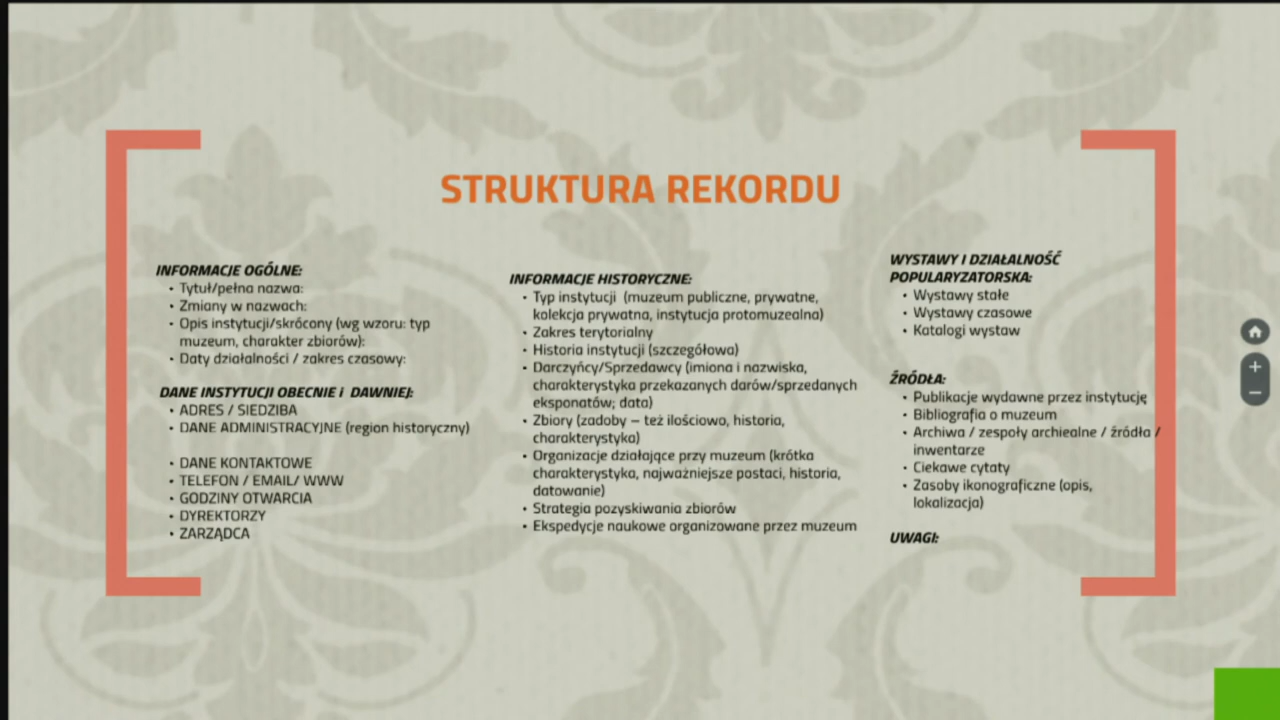 STRUKTURA REKORDU
INFORMACJE OGÓLNE:
• Tytuł/pełna nazwa:
• Zmiany w nazwach:
• Opis instytucji/skrócony (wg wzoru: typ
muzeum, charakter zbiorów):
• Daty działalności / zakres czasowy:
DANE INSTYTUCJI OBECNIE i DAWNIEJ:
• ADRES / SIEDZIBA
• DANE ADMINISTRACYJNE (region historyczny)
• DANE KONTAKTOWE
• TELEFON / EMAIL/ WWW
• GODZINY OTWARCIA
• DYREKTORZY
• ZARZĄDCA
INFORMACJE HISTORYCZNE:
• Typ instytucji (muzeum publiczne, prywatne,
kolekcja prywatna, instytucja protomuzealna)
• Zakres terytorialny
• Historia instytucji (szczegółowa)
• Darczyńcy/Sprzedawcy (imiona i nazwiska,
charakterystyka przekazanych darów/sprzedanych
eksponatów; data)
• Zbiory (zadoby – też ilościowo, historia,
charakterystyka)
• Organizacje działające przy muzeum (krótka
charakterystyka, najważniejsze postaci, historia,
datowanie)
• Strategia pozyskiwania zbiorów
• Ekspedycje naukowe organizowane przez muzeum
WYSTAWY I DZIAŁALNOŚĆ
POPULARYZATORSKA:
• Wystawy stałe
• Wystawy czasowe
• Katalogi wystaw
ŹRÓDŁA:
• Publikacje wydawne przez instytucję
• Bibliografia o muzeum
• Archiwa / zespoły archiealne / źródła /
inwentarze
• Ciekawe cytaty
• Zasoby ikonograficzne (opis,
lokalizacja)
UWAGI: